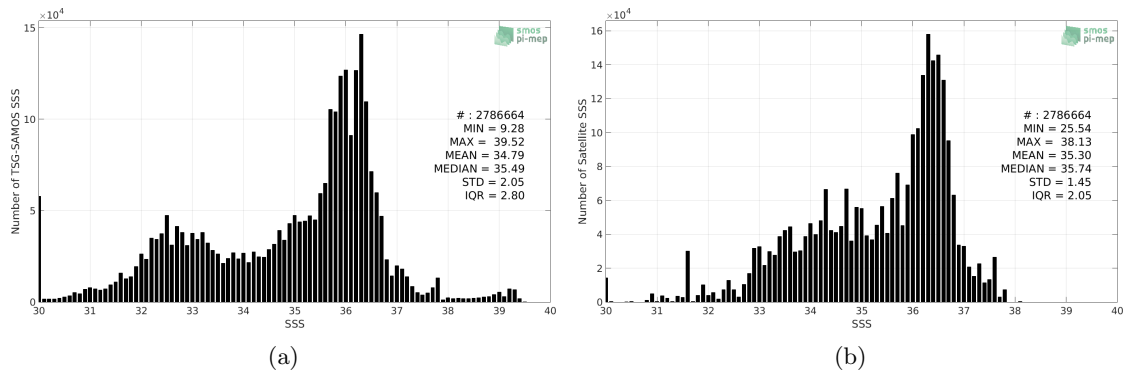 ×10⁴
15
10
5
0
Number of TSG-SAMOS SSS
30 31 32 33 34 35 36 37 38 39 40
SSS
smos
pi-mep
# : 2786664
MIN = 9.28
MAX = 39.52
MEAN = 34.79
MEDIAN = 35.49
STD = 2.05
IQR = 2.80
(a)
×10⁴
16
14
12
10
8
6
4
2
0
Number of Satellite SSS
30 31 32 33 34 35 36 37 38 39 40
SSS
smos
pi-mep
# : 2786664
MIN = 25.54
MAX = 38.13
MEAN = 35.30
MEDIAN = 35.74
STD = 1.45
IQR = 2.05
(b)